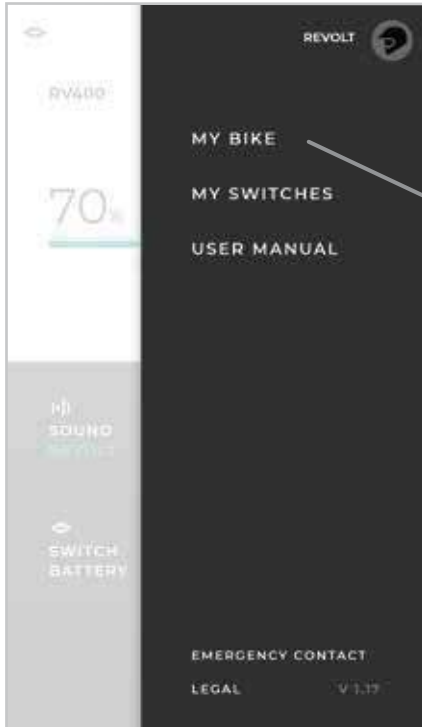 REVOLT
RV400
MY BIKE
70%
MY SWITCHES
USER MANUAL
SOUND
SWITCH
BATTERY
EMERGENCY CONTACT
LEGAL V 1.17